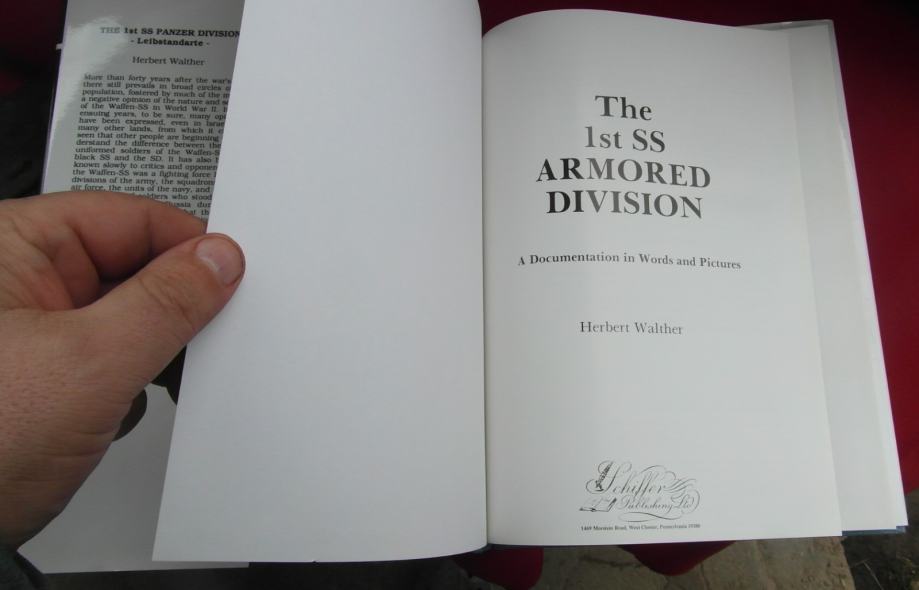 THE 1st SS PANZER DIVISION
- Leibstandarte -
Herbert Walther
More than forty years after the war's
there still prevails in broad circles o
population, fostered by much of the m
a negative opinion of the nature and
of the Waffen-SS in World War II.
ensuing years, to be sure, many
have been expressed, even in Israe
many other lands, from which it
seen that other people are beginning
derstand the difference between the
uniformed soldiers of the Waffen-S
black SS and the SD. It has also
known slowly to critics and opponen
the Waffen-SS was a fighting force
divisions of the army, the squadrons
air force, the units of the navy, and
soldiers who stood
dur
The
1st SS
ARMORED
DIVISION
A Documentation in Words and Pictures
Herbert Walther
Schiffer
Publishing Ltd
1469 Morstein Road, West Chester, Pennsylvania 19380